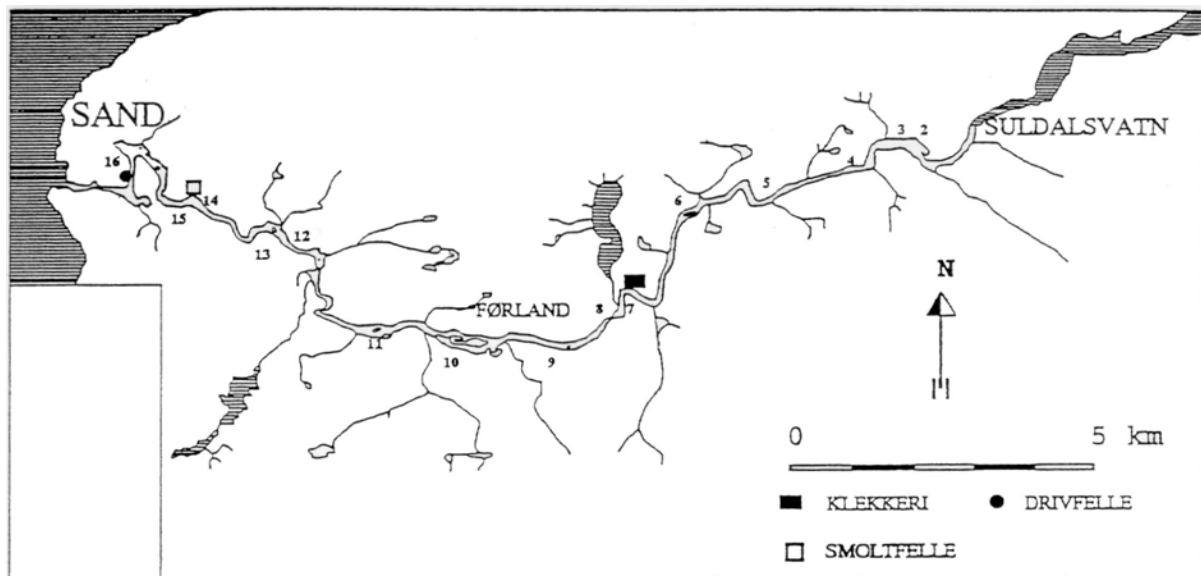 SAND
SULDALSVATN
3 2
4
5
6
16
14
15
12
13
N
FØRLAND
8 7
11
10
9
0 5 km
KLEKKERI
DRIVFELLE
SMOLTFELLE